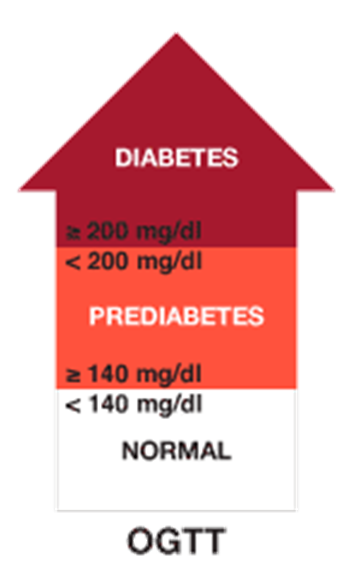 DIABETES
≥ 200 mg/dl
< 200 mg/dl
PREDIABETES
≥ 140 mg/dl
< 140 mg/dl
NORMAL
OGTT